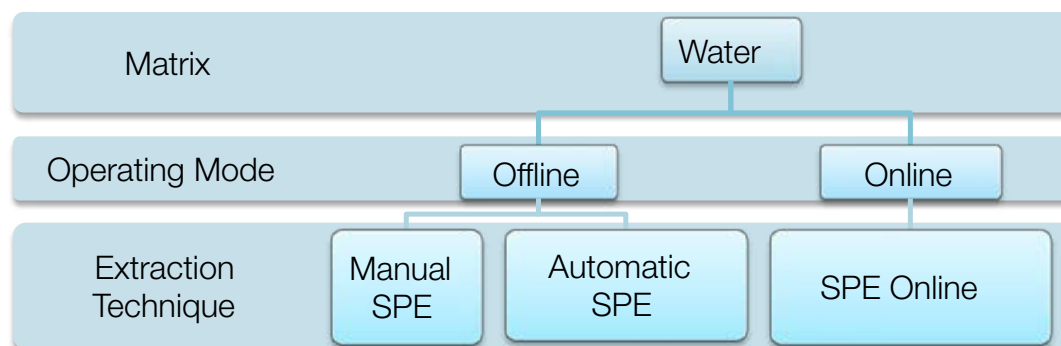 Matrix
Water
Operating Mode
Offline
Online
Extraction
Technique
Manual
SPE
Automatic
SPE
SPE Online